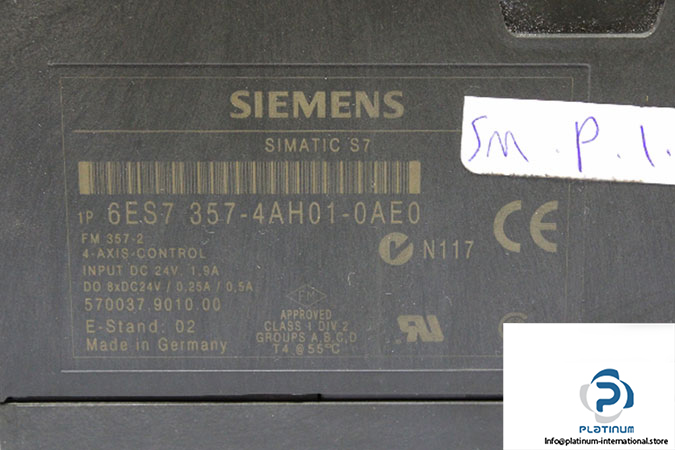 SIEMENS
SIMATIC S7
1P 6ES7 357-4AH01-0AE0
FM 357-2
4-AXIS-CONTROL
INPUT DC 24V 1,9A
DO 8xDC24V / 0,25A / 0,5A
570037.9010.00
E-Stand: 02
Made in Germany
N117
CE
FM
APPROVED
CLASS I DIV 2
GROUPS A,B,C,D
T4 @ 55°C
SM.P.1.
PLATINUM
Info@platinum-international.store